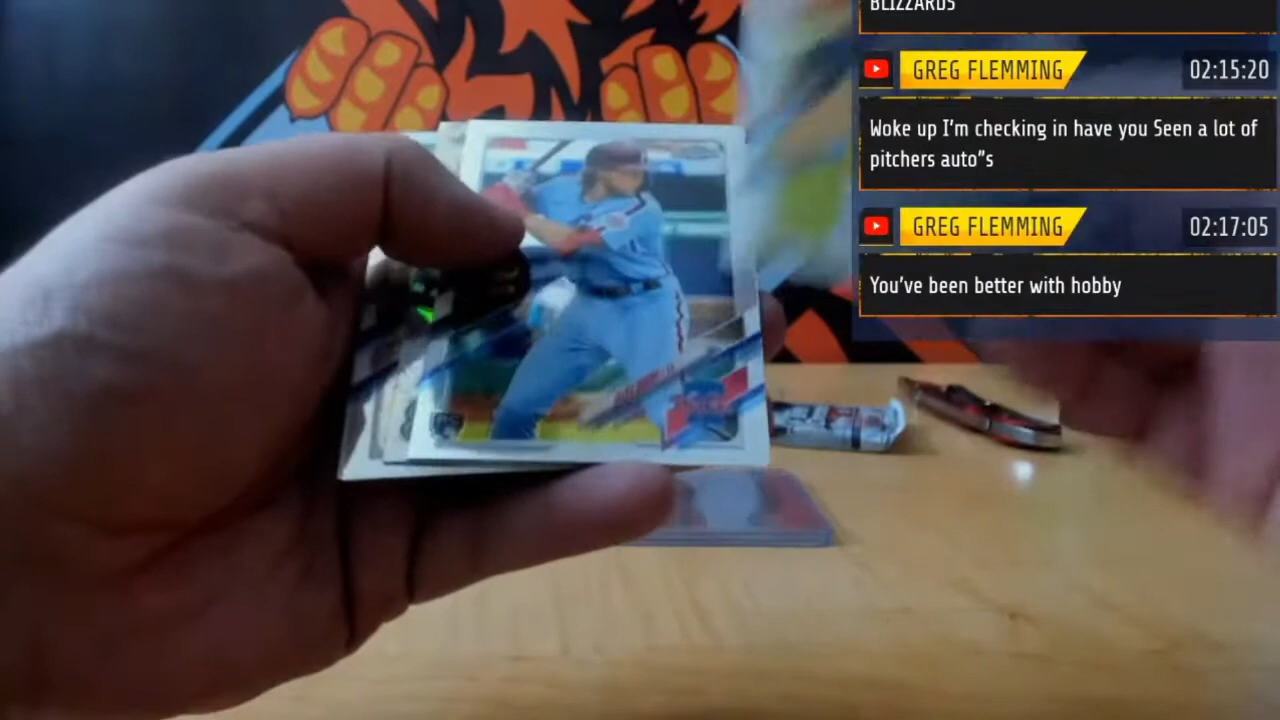 BLIZZARDS
GREG FLEMMING
02:15:20
Woke up I'm checking in have you Seen a lot of
pitchers auto"s
GREG FLEMMING
02:17:05
You've been better with hobby